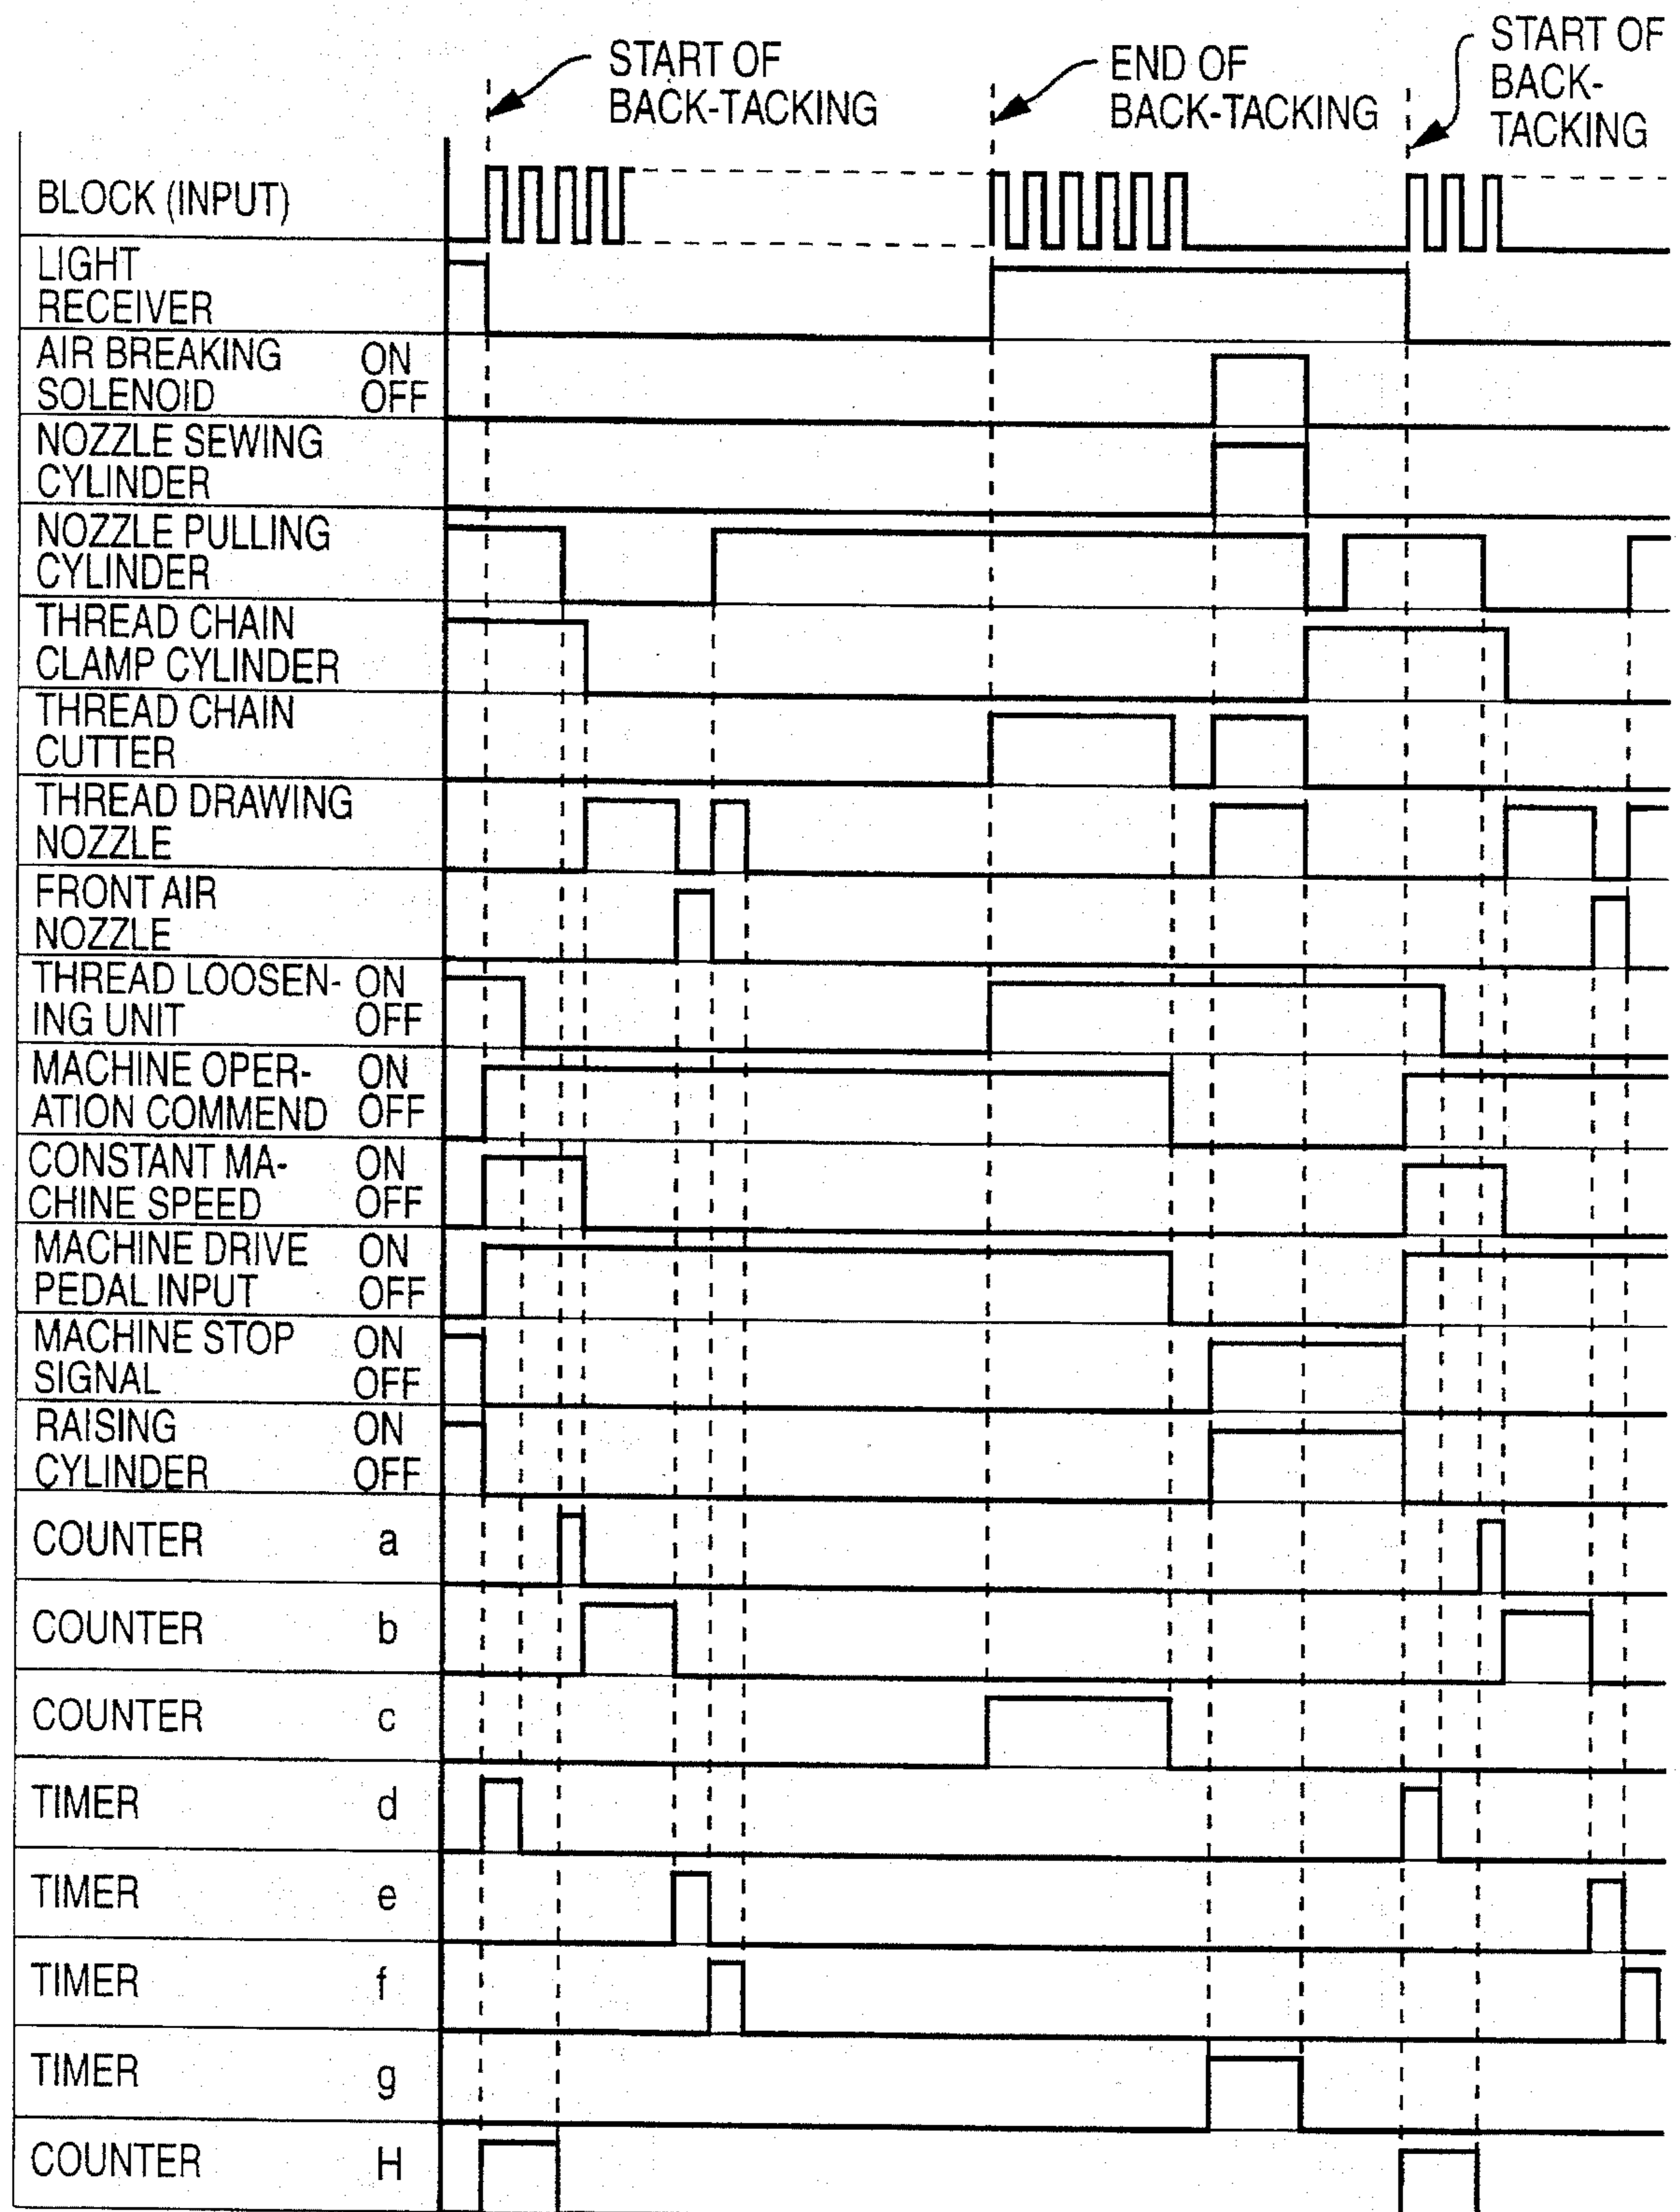 START OF
BACK-TACKING
END OF
BACK-TACKING
START OF
BACK-
TACKING
BLOCK (INPUT)
LIGHT
RECEIVER
AIR BREAKING ON
SOLENOID OFF
NOZZLE SEWING
CYLINDER
NOZZLE PULLING
CYLINDER
THREAD CHAIN
CLAMP CYLINDER
THREAD CHAIN
CUTTER
THREAD DRAWING
NOZZLE
FRONT AIR
NOZZLE
THREAD LOOSEN- ON
ING UNIT OFF
MACHINE OPER- ON
ATION COMMEND OFF
CONSTANT MA- ON
CHINE SPEED OFF
MACHINE DRIVE ON
PEDAL INPUT OFF
MACHINE STOP ON
SIGNAL OFF
RAISING ON
CYLINDER OFF
COUNTER a
COUNTER b
COUNTER c
TIMER d
TIMER e
TIMER f
TIMER g
COUNTER H